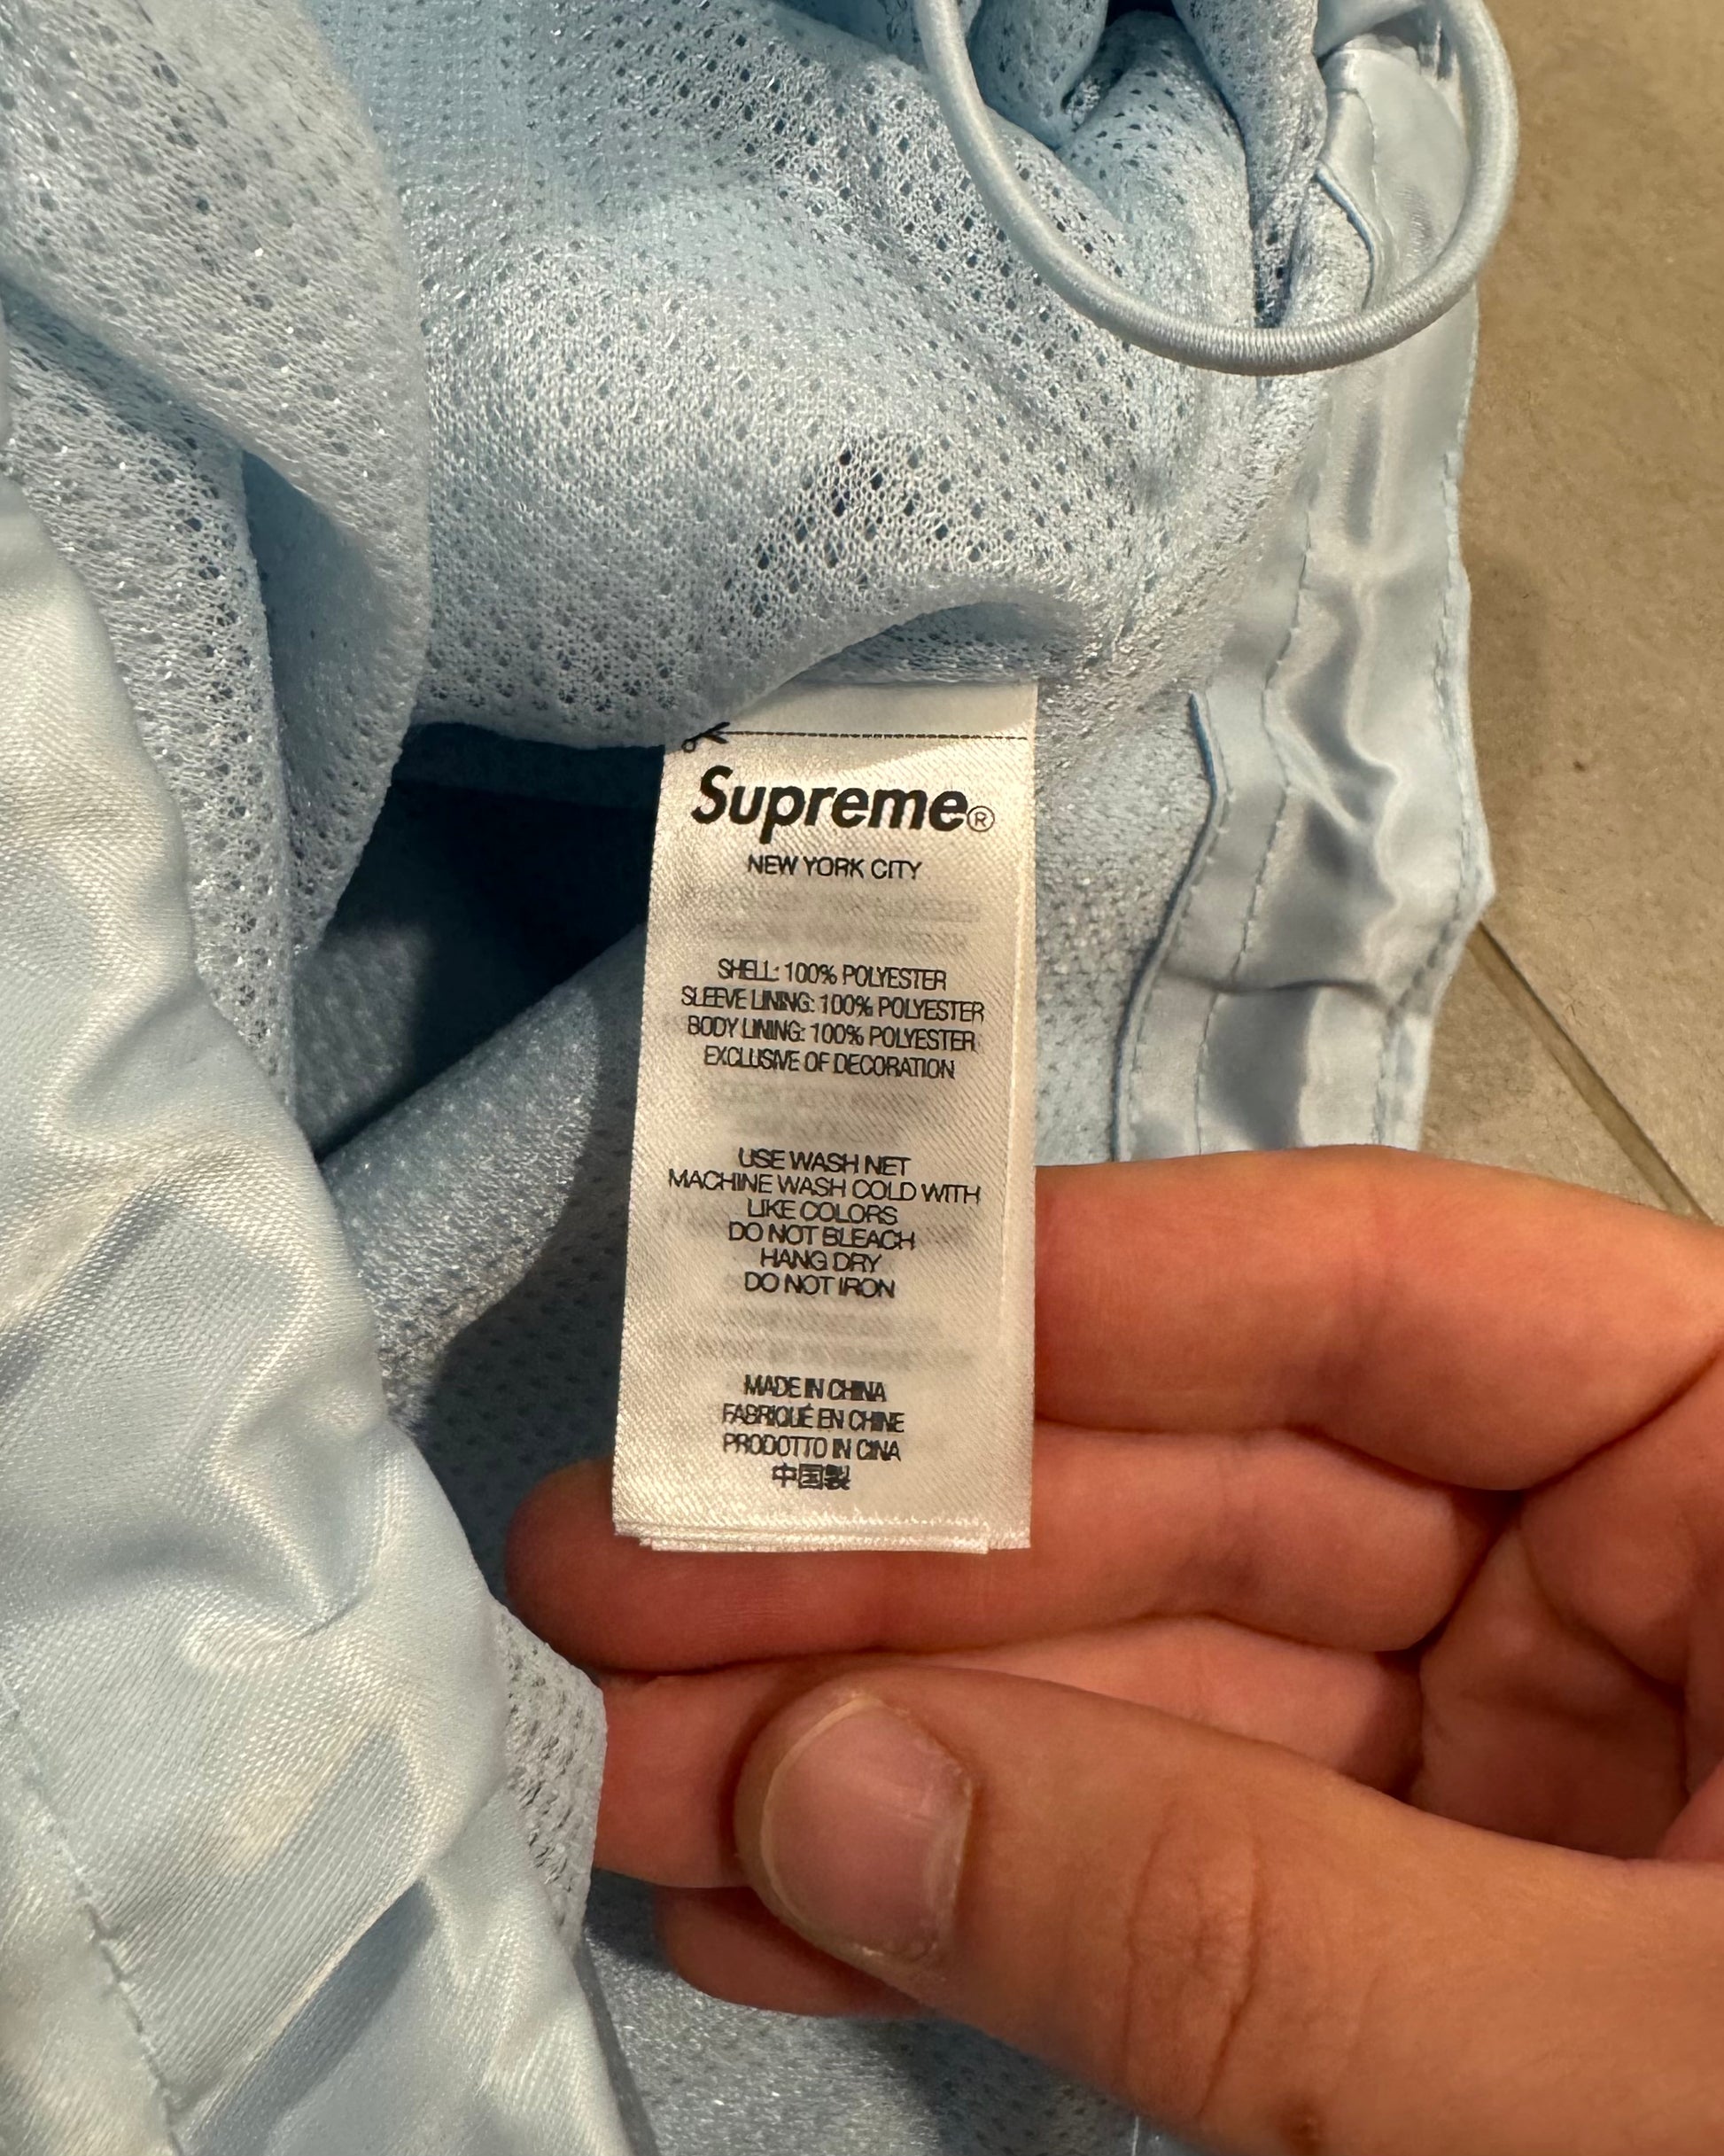 Supreme®
NEW YORK CITY
SHELL: 100% POLYESTER
SLEEVE LINING: 100% POLYESTER
BODY LINING: 100% POLYESTER
EXCLUSIVE OF DECORATION
USE WASH NET
MACHINE WASH COLD WITH
LIKE COLORS
DO NOT BLEACH
HANG DRY
DO NOT IRON
MADE IN CHINA
FABRIQUÉ EN CHINE
PRODOTTO IN CINA
中国製